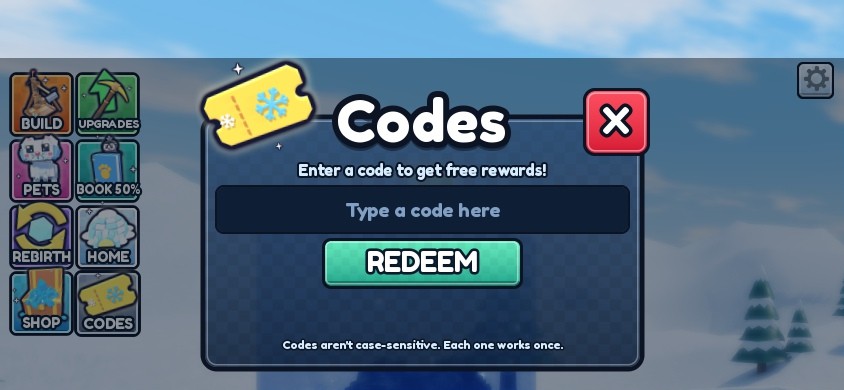 Codes
Enter a code to get free rewards!
Type a code here
REDEEM
Codes aren't case-sensitive. Each one works once.
BUILD
UPGRADES
PETS
BOOK 50%
REBIRTH
HOME
SHOP
CODES